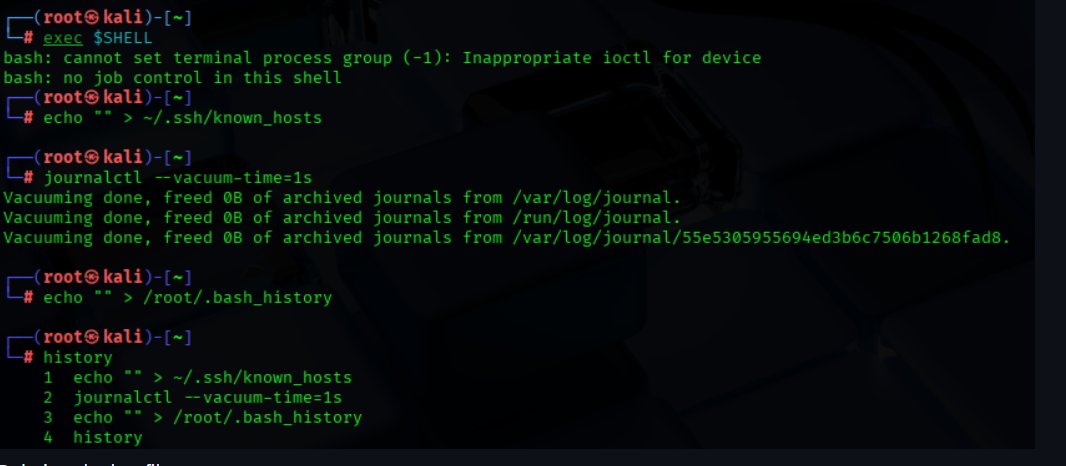 ┌──(root㉿kali)-[~]
└─# exec $SHELL
bash: cannot set terminal process group (-1): Inappropriate ioctl for device
bash: no job control in this shell
┌──(root㉿kali)-[~]
└─# echo "" > ~/.ssh/known_hosts
┌──(root㉿kali)-[~]
└─# journalctl --vacuum-time=1s
Vacuuming done, freed 0B of archived journals from /var/log/journal.
Vacuuming done, freed 0B of archived journals from /run/log/journal.
Vacuuming done, freed 0B of archived journals from /var/log/journal/55e5305955694ed3b6c7506b1268fad8.
┌──(root㉿kali)-[~]
└─# echo "" > /root/.bash_history
┌──(root㉿kali)-[~]
└─# history
1 echo "" > ~/.ssh/known_hosts
2 journalctl --vacuum-time=1s
3 echo "" > /root/.bash_history
4 history